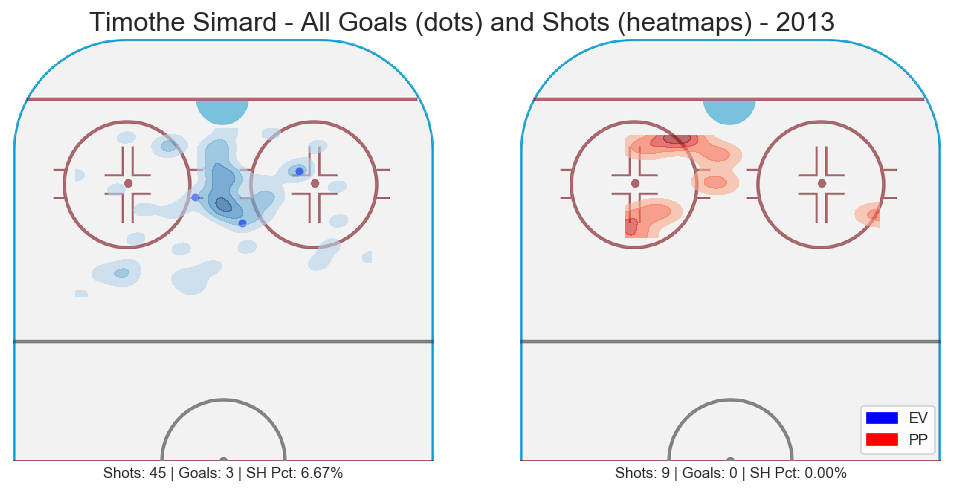 Timothe Simard - All Goals (dots) and Shots (heatmaps) - 2013
EV
PP
Shots: 45 | Goals: 3 | SH Pct: 6.67%
Shots: 9 | Goals: 0 | SH Pct: 0.00%